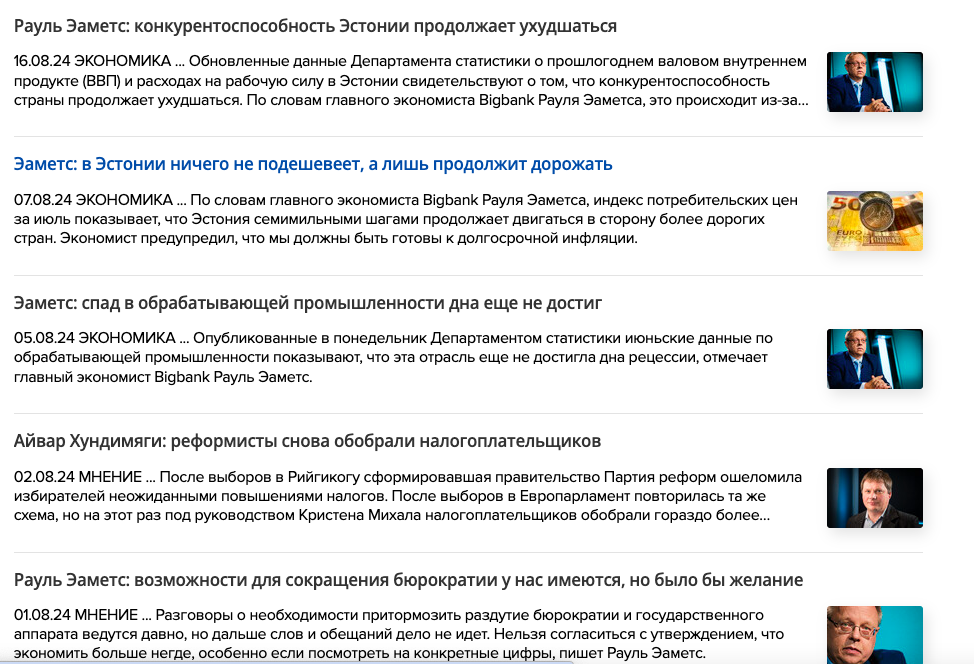 Рауль Эаметс: конкурентоспособность Эстонии продолжает ухудшаться
16.08.24 ЭКОНОМИКА ... Обновленные данные Департамента статистики о прошлогоднем валовом внутреннем
продукте (ВВП) и расходах на рабочую силу в Эстонии свидетельствуют о том, что конкурентоспособность
страны продолжает ухудшаться. По словам главного экономиста Bigbank Рауля Эаметса, это происходит из-за...
Эаметс: в Эстонии ничего не подешевеет, а лишь продолжит дорожать
07.08.24 ЭКОНОМИКА ... По словам главного экономиста Bigbank Рауля Эаметса, индекс потребительских цен
за июль показывает, что Эстония семимильными шагами продолжает двигаться в сторону более дорогих
стран. Экономист предупредил, что мы должны быть готовы к долгосрочной инфляции.
50
EURO
Эаметс: спад в обрабатывающей промышленности дна еще не достиг
05.08.24 ЭКОНОМИКА ... Опубликованные в понедельник Департаментом статистики июньские данные по
обрабатывающей промышленности показывают, что эта отрасль еще не достигла дна рецессии, отмечает
главный экономист Bigbank Рауль Эаметс.
Айвар Хундимяги: реформисты снова обобрали налогоплательщиков
02.08.24 МНЕНИЕ ... После выборов в Рийгикогу сформировавшая правительство Партия реформ ошеломила
избирателей неожиданными повышениями налогов. После выборов в Европарламент повторилась та же
схема, но на этот раз под руководством Кристена Михала налогоплательщиков обобрали гораздо более...
Рауль Эаметс: возможности для сокращения бюрократии у нас имеются, но было бы желание
01.08.24 МНЕНИЕ ... Разговоры о необходимости притормозить раздутие бюрократии и государственного
аппарата ведутся давно, но дальше слов и обещаний дело не идет. Нельзя согласиться с утверждением, что
экономить больше негде, особенно если посмотреть на конкретные цифры, пишет Рауль Эаметс.